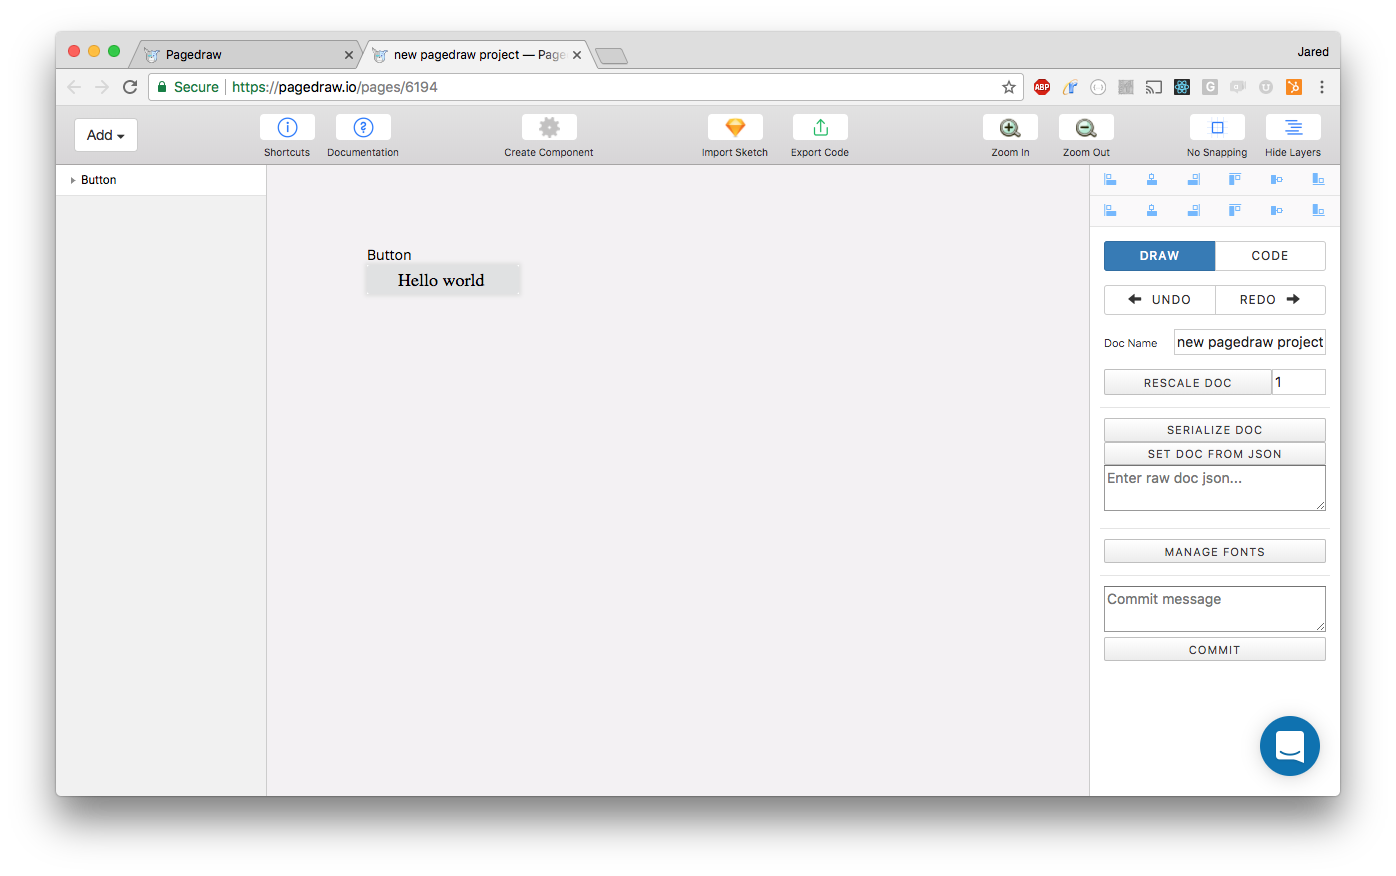 Pagedraw
new pagedraw project — Page
Jared
Secure
https://pagedraw.io/pages/6194
ABP
G
Add
Shortcuts
Documentation
Create Component
Import Sketch
Export Code
Zoom In
Zoom Out
No Snapping
Hide Layers
Button
Button
Hello world
DRAW
CODE
UNDO
REDO
Doc Name
new pagedraw project
RESCALE DOC
1
SERIALIZE DOC
SET DOC FROM JSON
Enter raw doc json...
MANAGE FONTS
Commit message
COMMIT